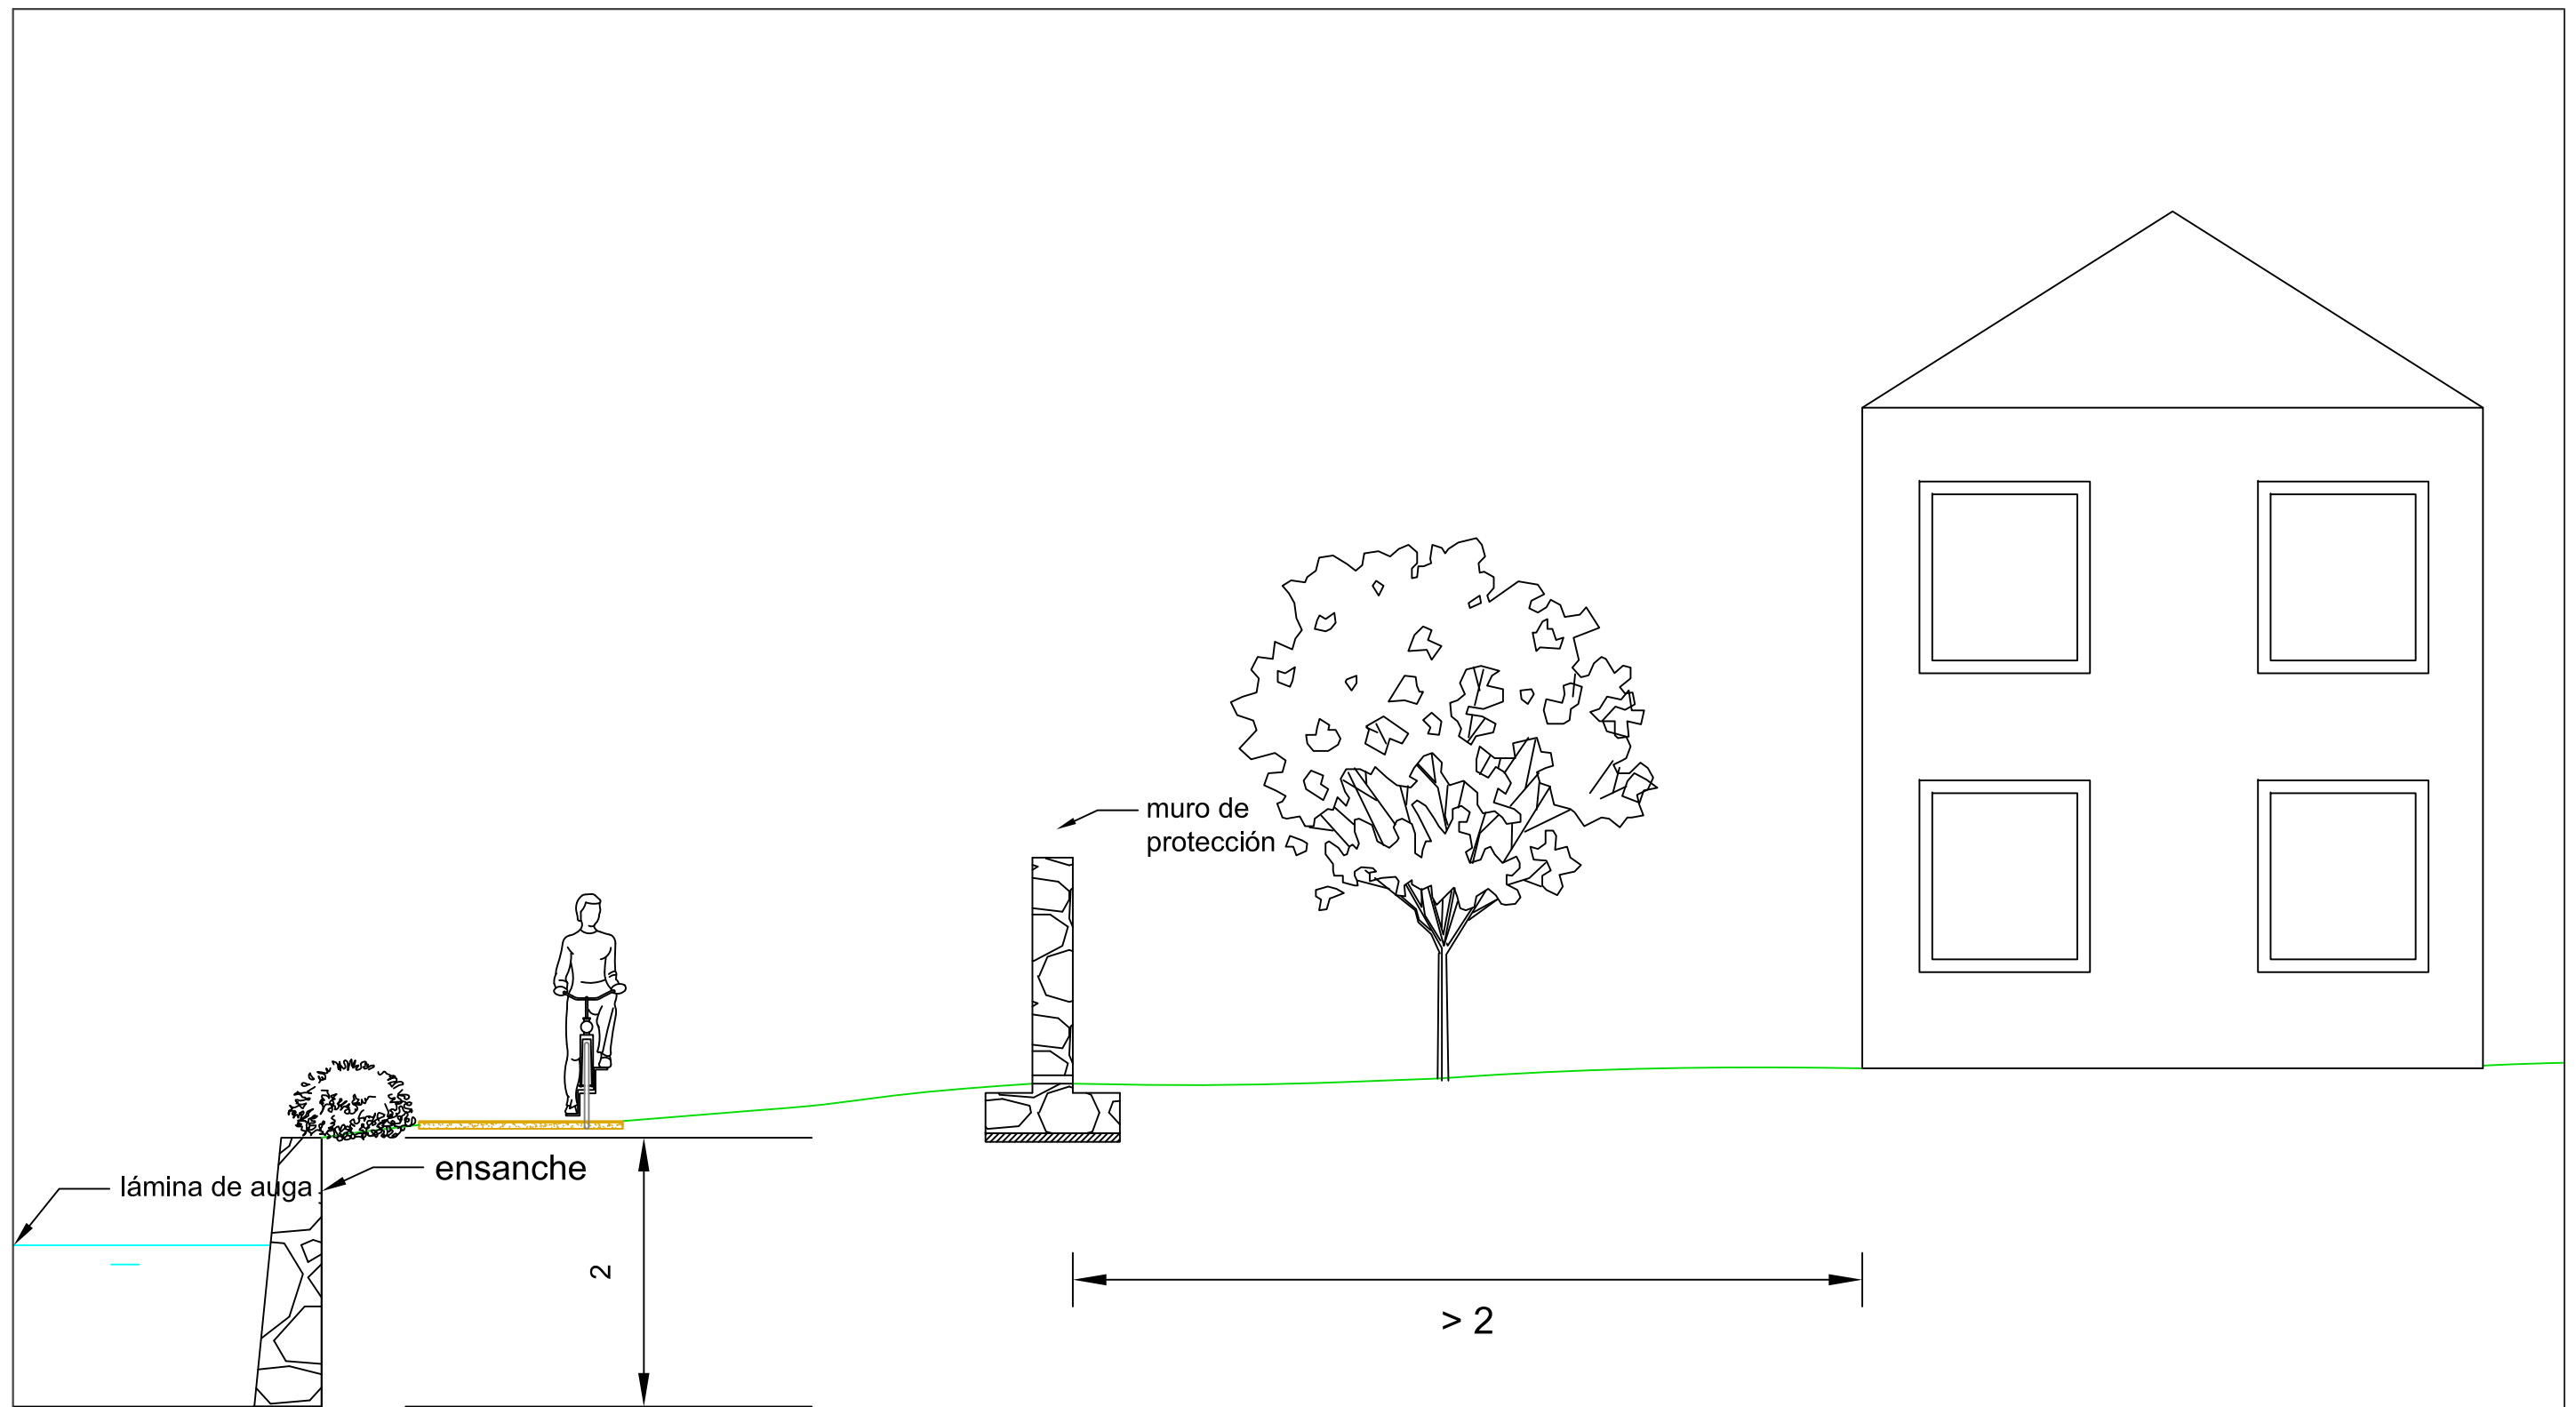 muro de
protección
lámina de auga
ensanche
2
> 2